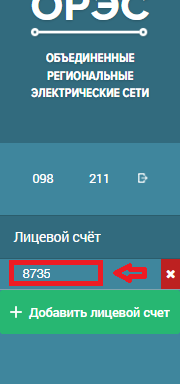 ОРЭС
ОБЪЕДИНЕННЫЕ
РЕГИОНАЛЬНЫЕ
ЭЛЕКТРИЧЕСКИЕ СЕТИ
098 211
Лицевой счёт
8735
Добавить лицевой счет